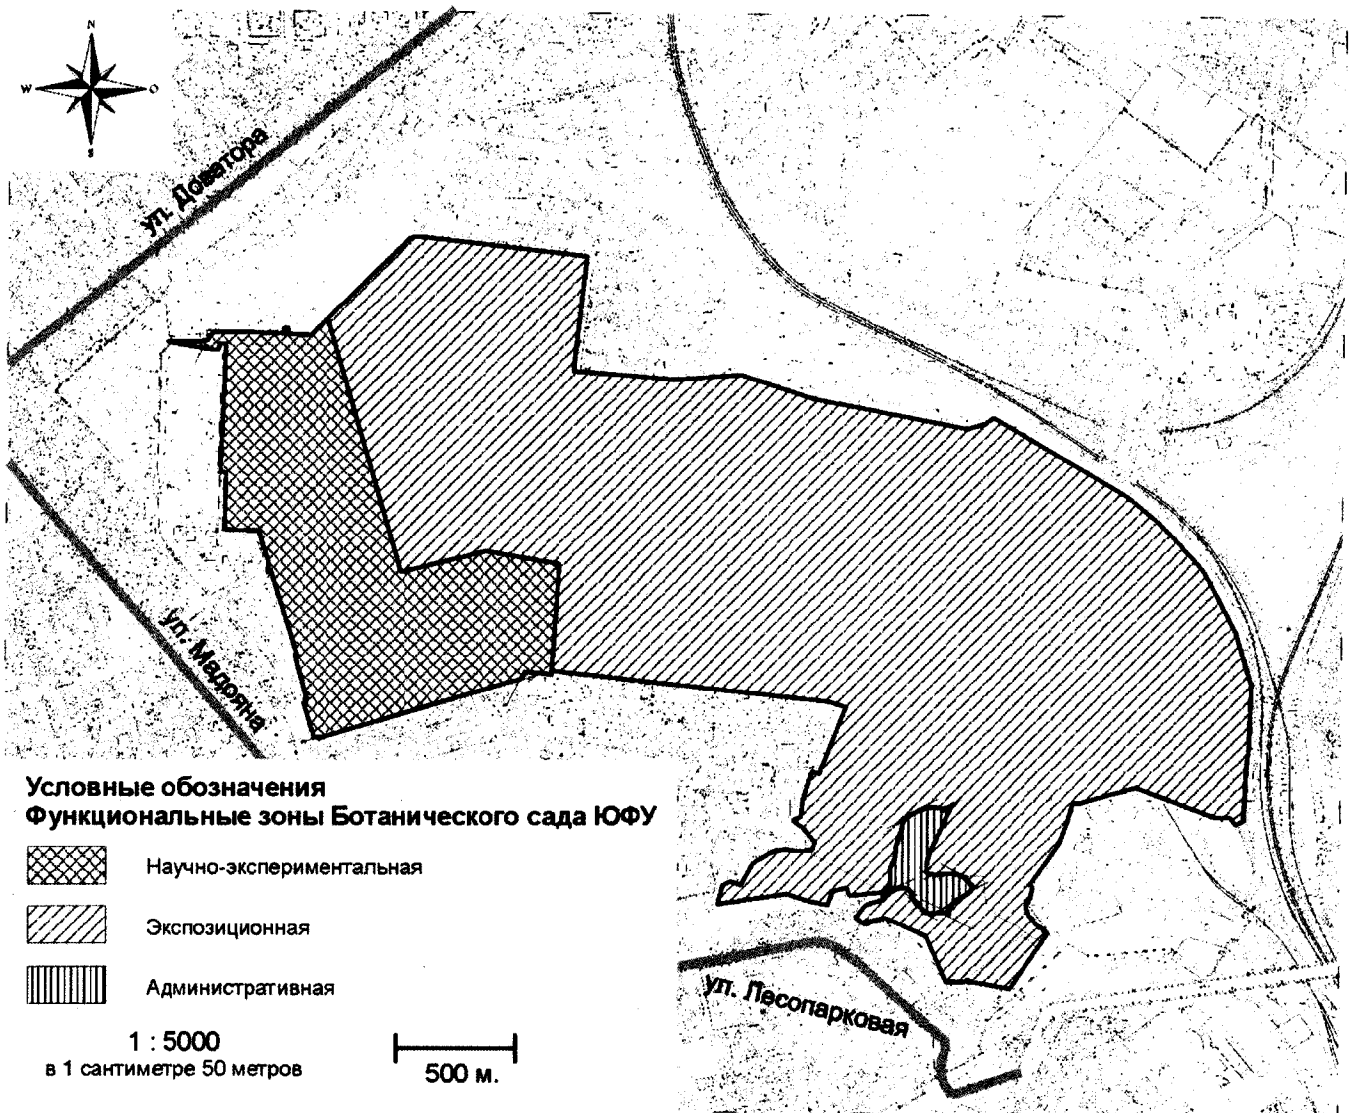 N
W
O
S
ул. Доватора
ул. Мадояна
Условные обозначения
Функциональные зоны Ботанического сада ЮФУ
Научно-экспериментальная
Экспозиционная
Административная
1 : 5000
в 1 сантиметре 50 метров
500 м.
ул. Лесопарковая